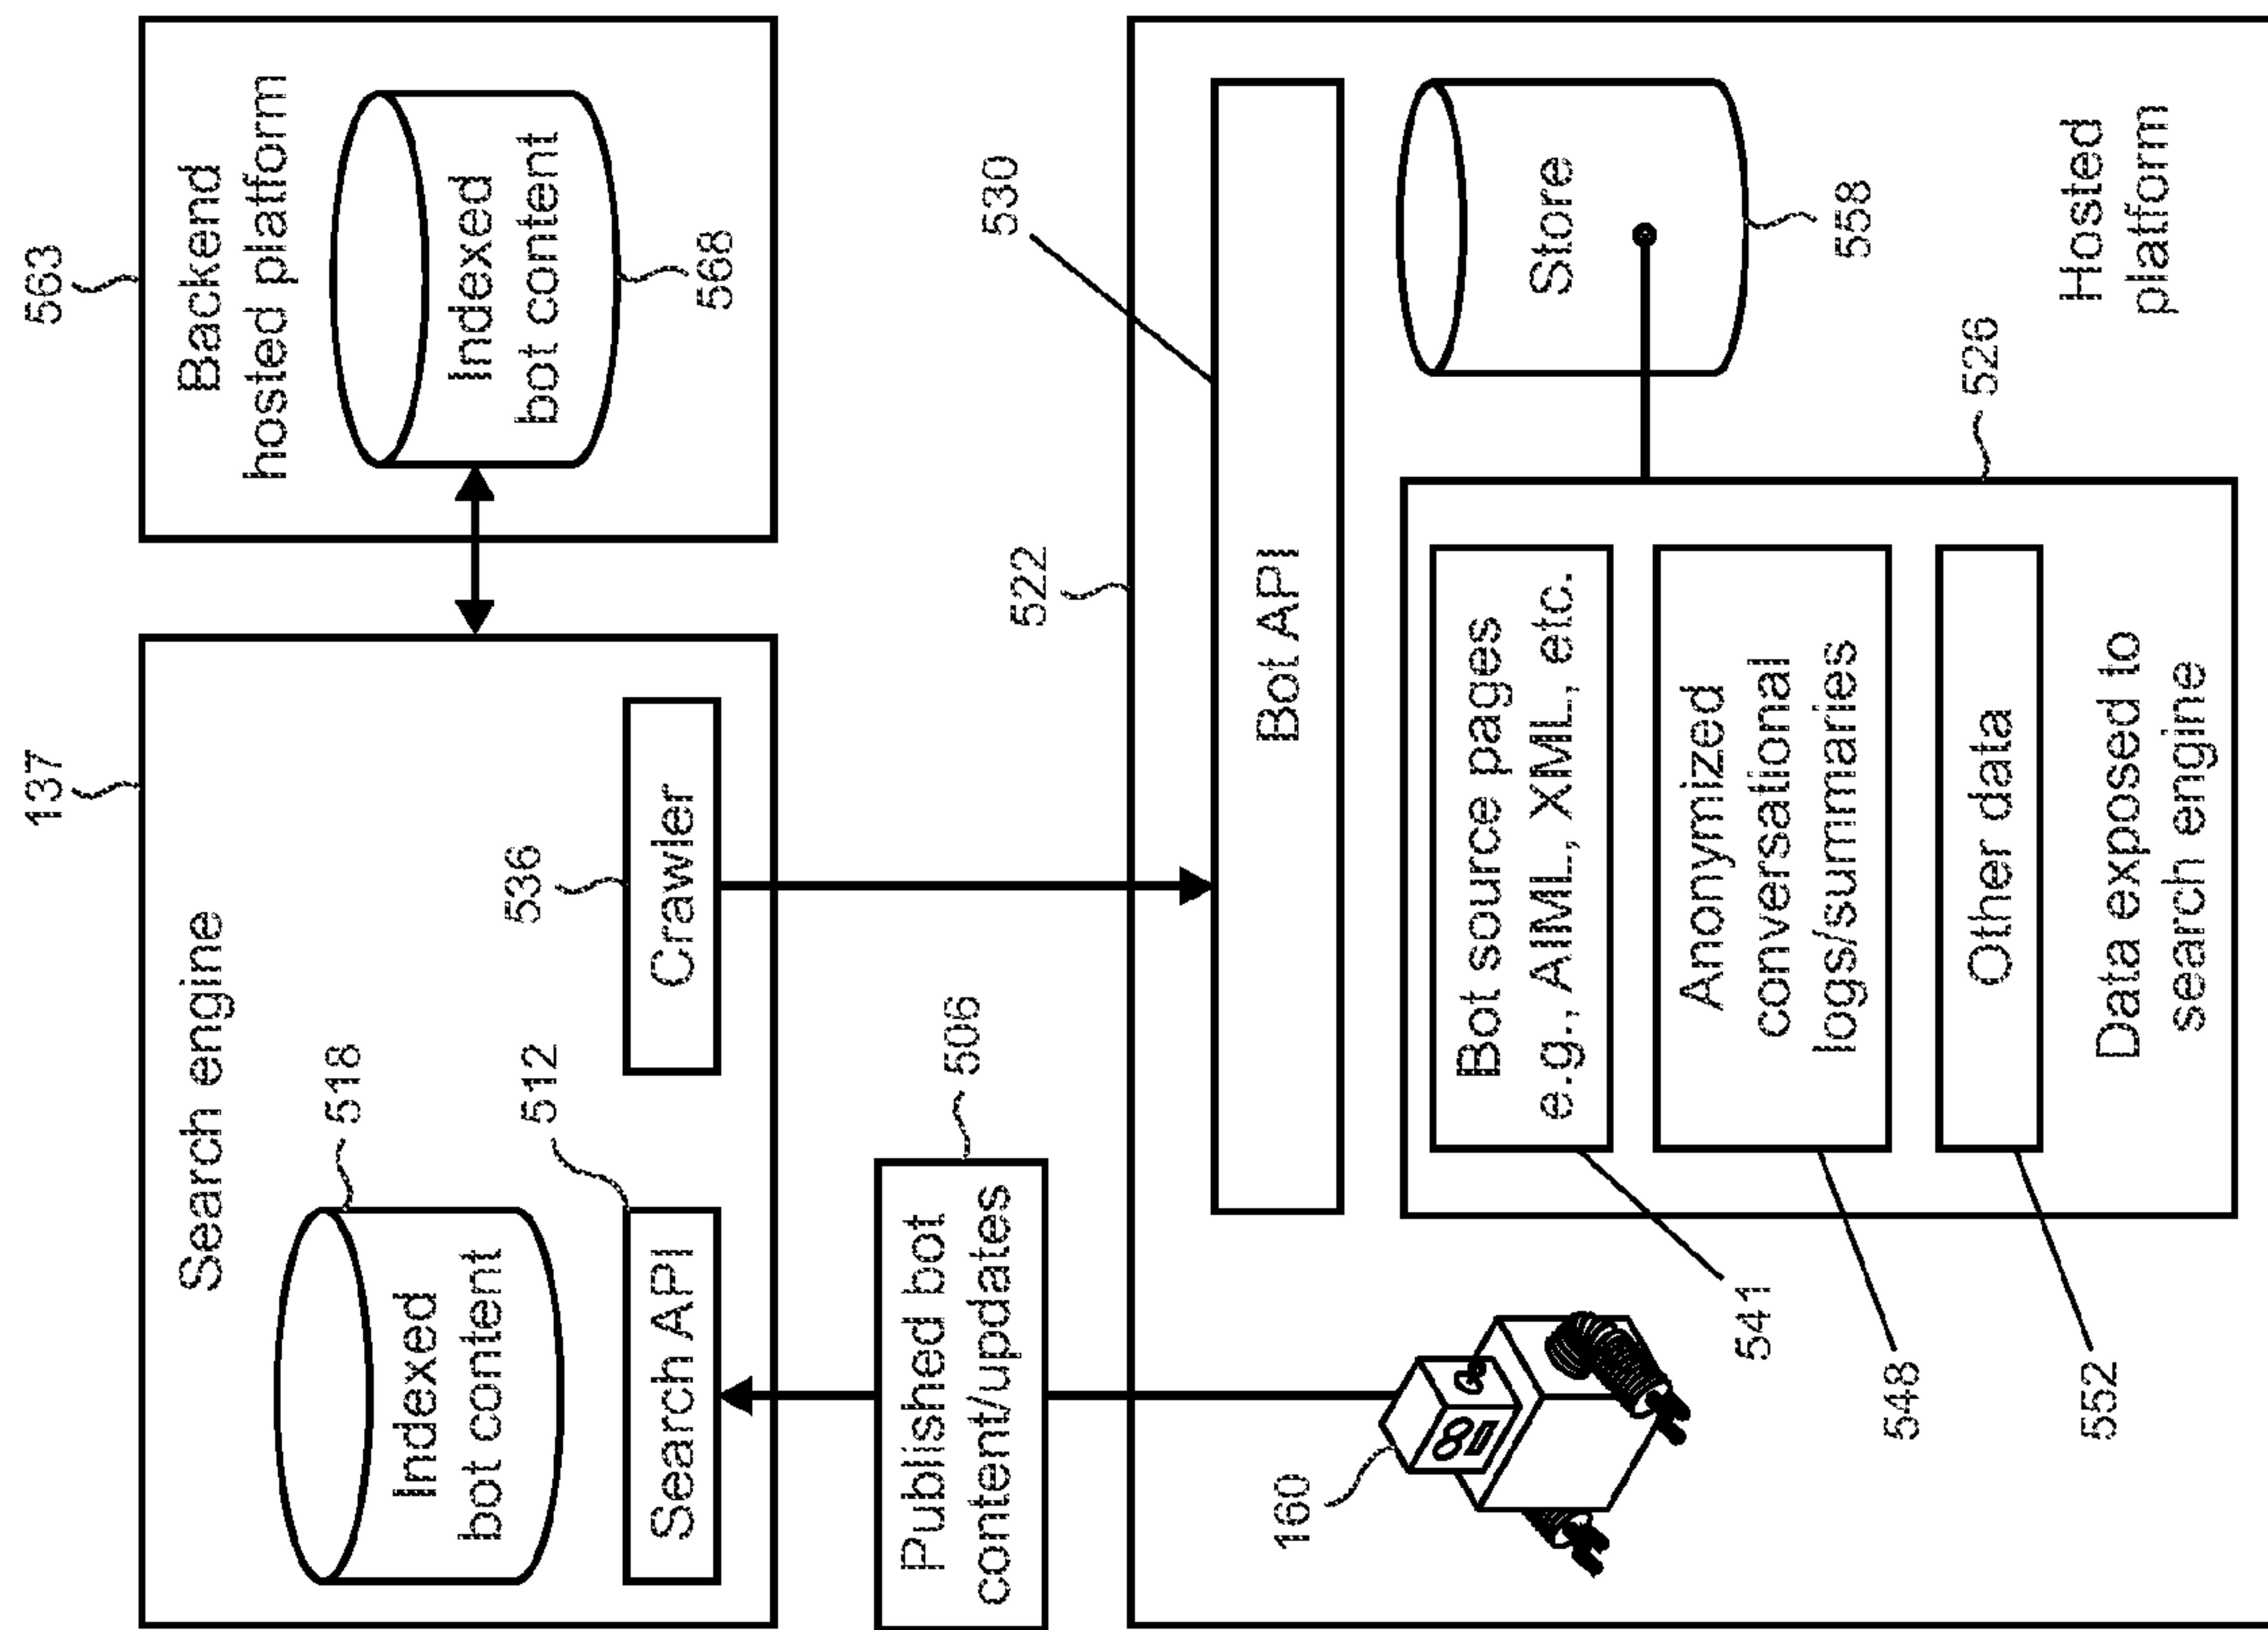 137
Search engine
518
Indexed
bot content
512
Search API
536
Crawler
563
Backend
hosted platform
Indexed
bot content
568
506
Published bot
content/updates
522
530
Bot API
160
541
Bot source pages
e.g., AIML, XML, etc.
548
Anonymized
conversational
logs/summaries
552
Other data
Data exposed to
search engine
526
Store
558
Hosted
platform